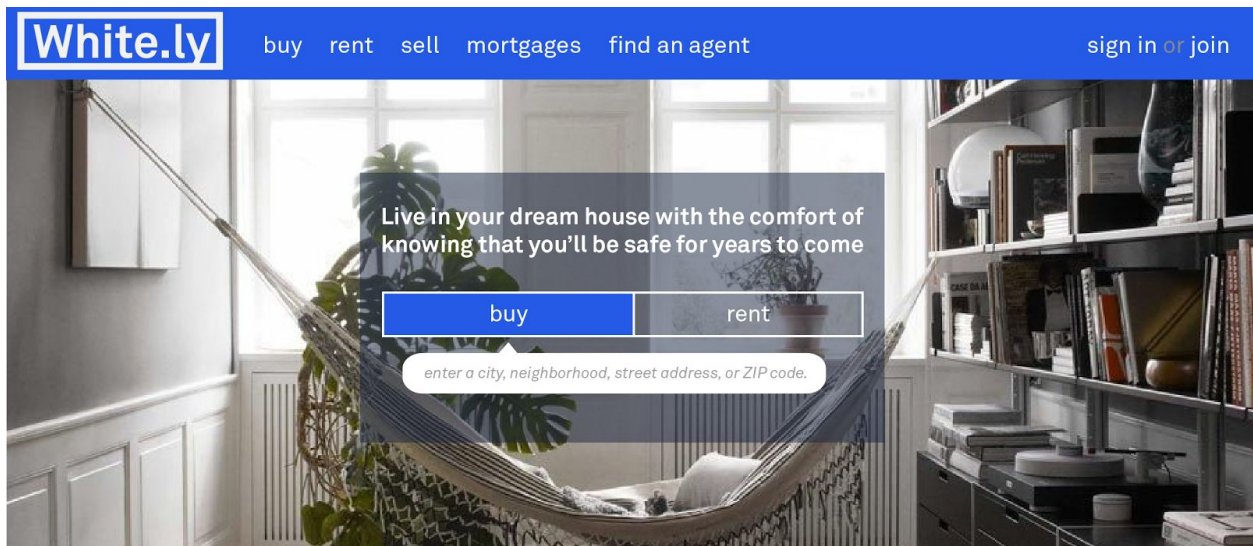 White.ly
buy rent sell mortgages find an agent
sign in or join
Live in your dream house with the comfort of
knowing that you'll be safe for years to come
buy rent
enter a city, neighborhood, street address, or ZIP code.
CASE DA